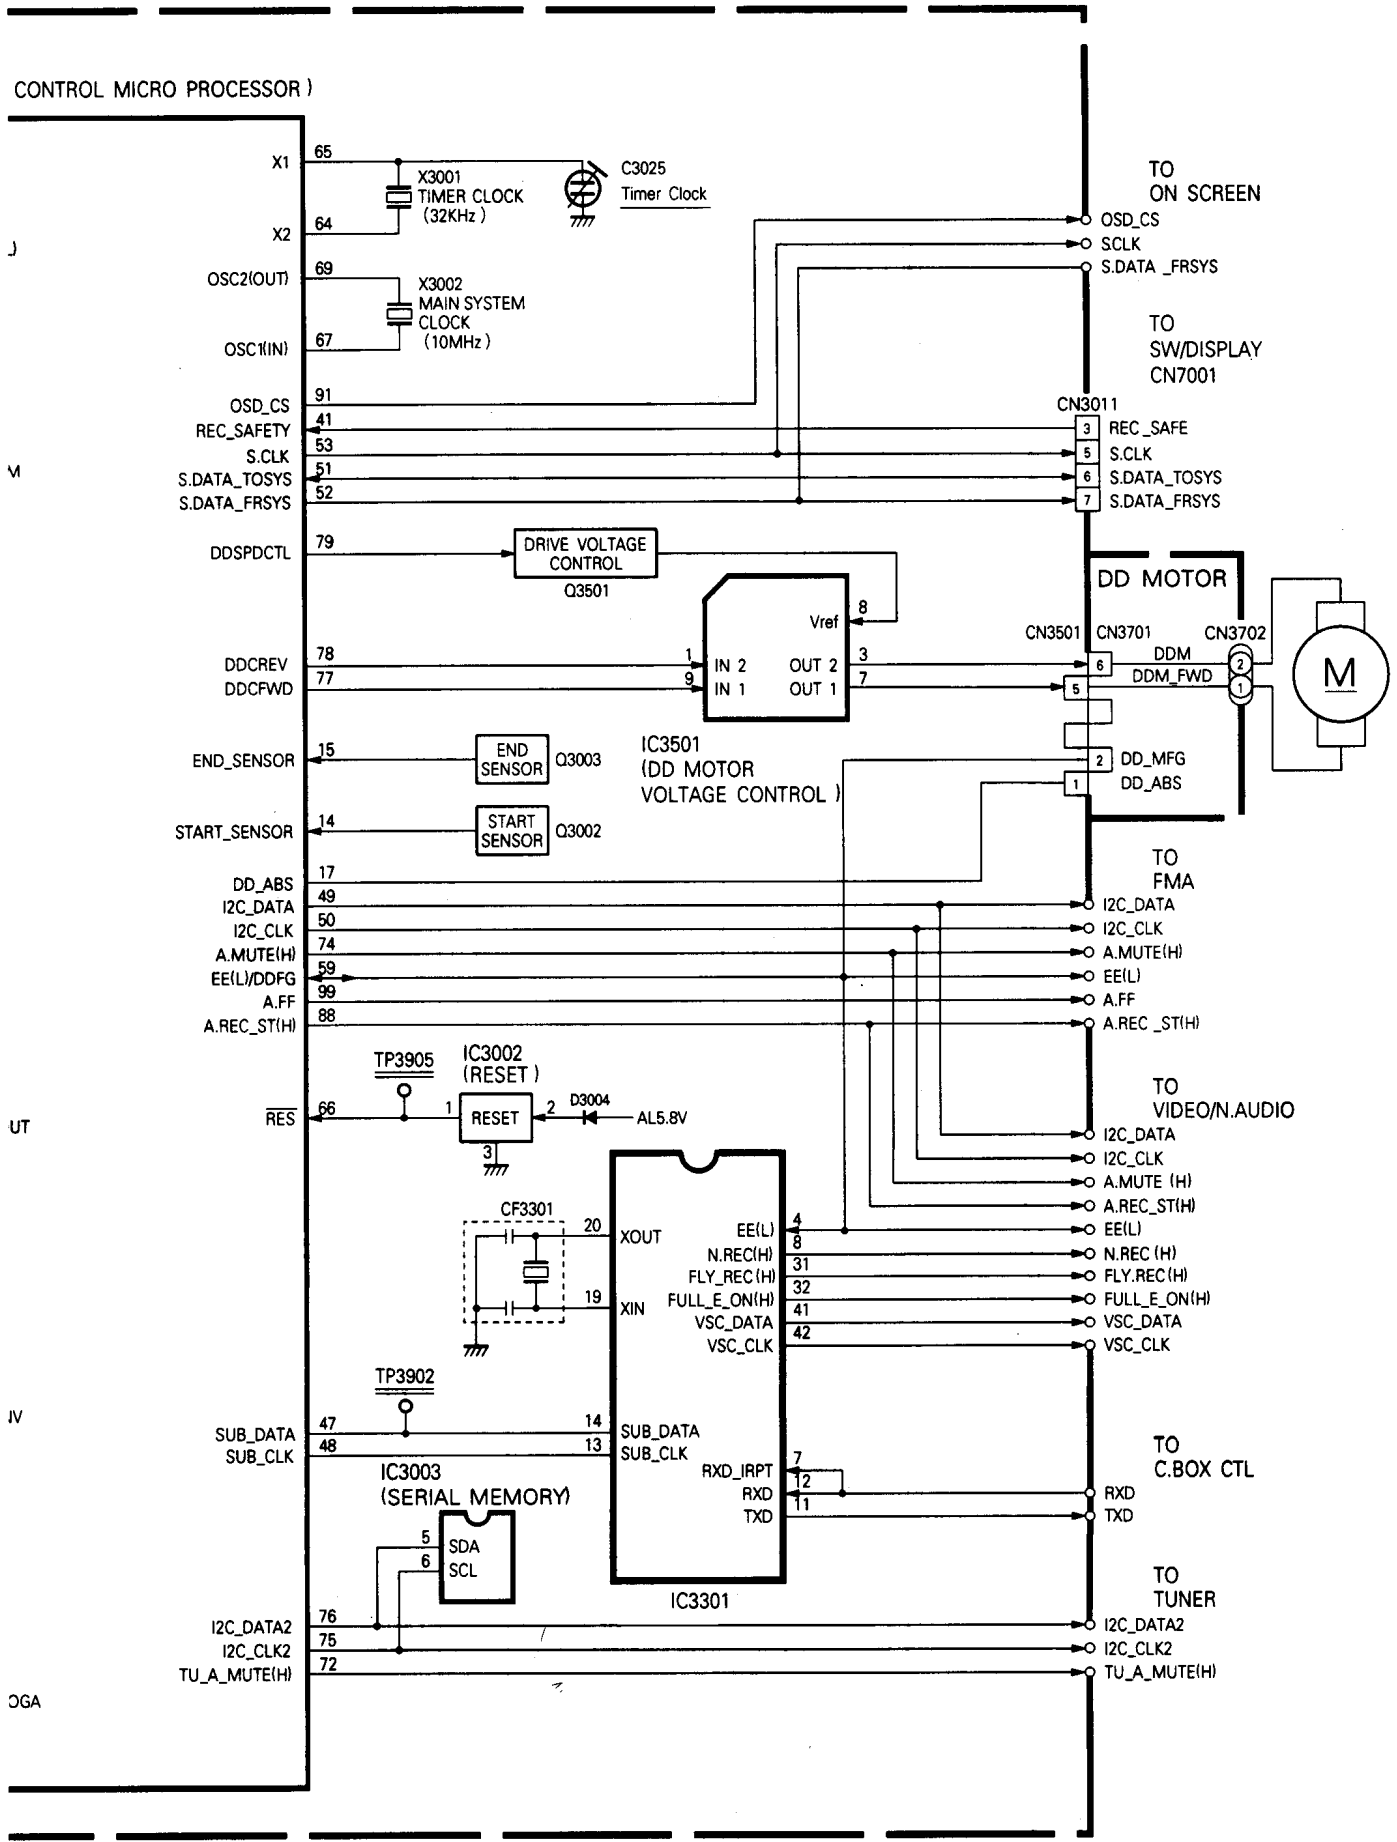 CONTROL MICRO PROCESSOR )
X1
65
X3001
TIMER CLOCK
(32KHz)
C3025
Timer Clock
X2
64
OSC2(OUT)
69
X3002
MAIN SYSTEM
CLOCK
(10MHz)
OSC1(IN)
67
TO
ON SCREEN
OSD_CS
S.CLK
S.DATA _FRSYS
TO
SW/DISPLAY
CN7001
CN3011
OSD_CS 91
REC_SAFETY 41 3 REC _SAFE
S.CLK 53 5 S.CLK
M
S.DATA_TOSYS 51 6 S.DATA_TOSYS
S.DATA_FRSYS 52 7 S.DATA_FRSYS
DDSPDCTL 79
DRIVE VOLTAGE
CONTROL
Q3501
DD MOTOR
8
Vref
CN3501 CN3701 CN3702
DDCREV 78 1 IN 2 OUT 2 3 6 DDM 2
DDCFWD 77 9 IN 1 OUT 1 7 5 DDM_FWD 1
M
IC3501
(DD MOTOR
VOLTAGE CONTROL )
END_SENSOR 15
END
SENSOR
Q3003
2 DD_MFG
1 DD_ABS
START_SENSOR 14
START
SENSOR
Q3002
TO
FMA
DD_ABS 17
I2C_DATA 49 I2C_DATA
I2C_CLK 50 I2C_CLK
A.MUTE(H) 74 A.MUTE(H)
EE(L)/DDFG 59 EE(L)
A.FF 99 A.FF
A.REC_ST(H) 88 A.REC _ST(H)
TP3905
IC3002
(RESET )
RES 66 1 RESET 2 D3004 AL5.8V
3
UT
TO
VIDEO/N.AUDIO
I2C_DATA
I2C_CLK
A.MUTE (H)
A.REC_ST(H)
CF3301
20 XOUT
19 XIN
EE(L) 4 EE(L)
N.REC(H) 8 N.REC (H)
FLY_REC(H) 31 FLY.REC(H)
FULL_E_ON(H) 32 FULL_E_ON(H)
VSC_DATA 41 VSC_DATA
VSC_CLK 42 VSC_CLK
TP3902
SUB_DATA 47 14 SUB_DATA
SUB_CLK 48 13 SUB_CLK
TO
C.BOX CTL
RXD_IRPT 7
RXD 12 RXD
TXD 11 TXD
IC3003
(SERIAL MEMORY)
5 SDA
6 SCL
IC3301
TO
TUNER
I2C_DATA2 76 I2C_DATA2
I2C_CLK2 75 I2C_CLK2
TU_A_MUTE(H) 72 TU_A_MUTE(H)
OGA